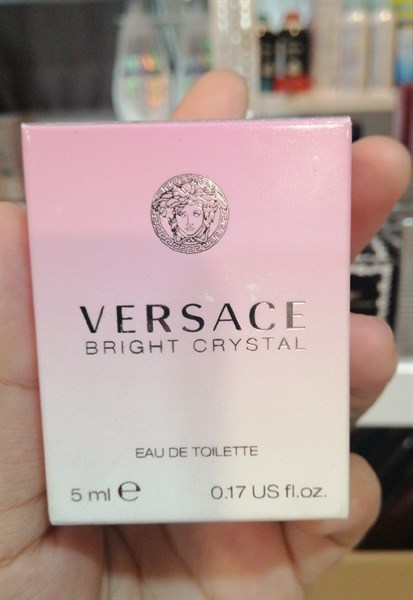 VERSACE
BRIGHT CRYSTAL
EAU DE TOILETTE
5 ml ℮ 0.17 US fl.oz.